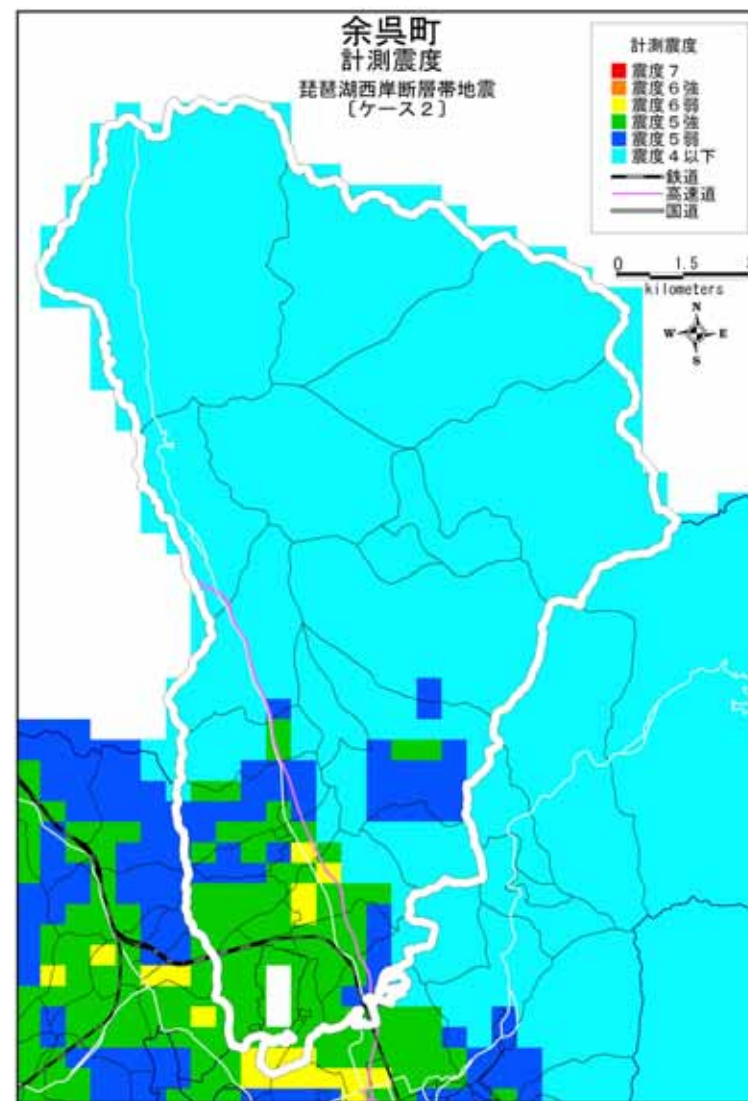 余呉町
計測震度
琵琶湖西岸断層帯地震
〔ケース2〕
計測震度
震度7
震度6強
震度6弱
震度5強
震度5弱
震度4以下
鉄道
高速道
国道
0 1.5
kilometers
N
W E
S